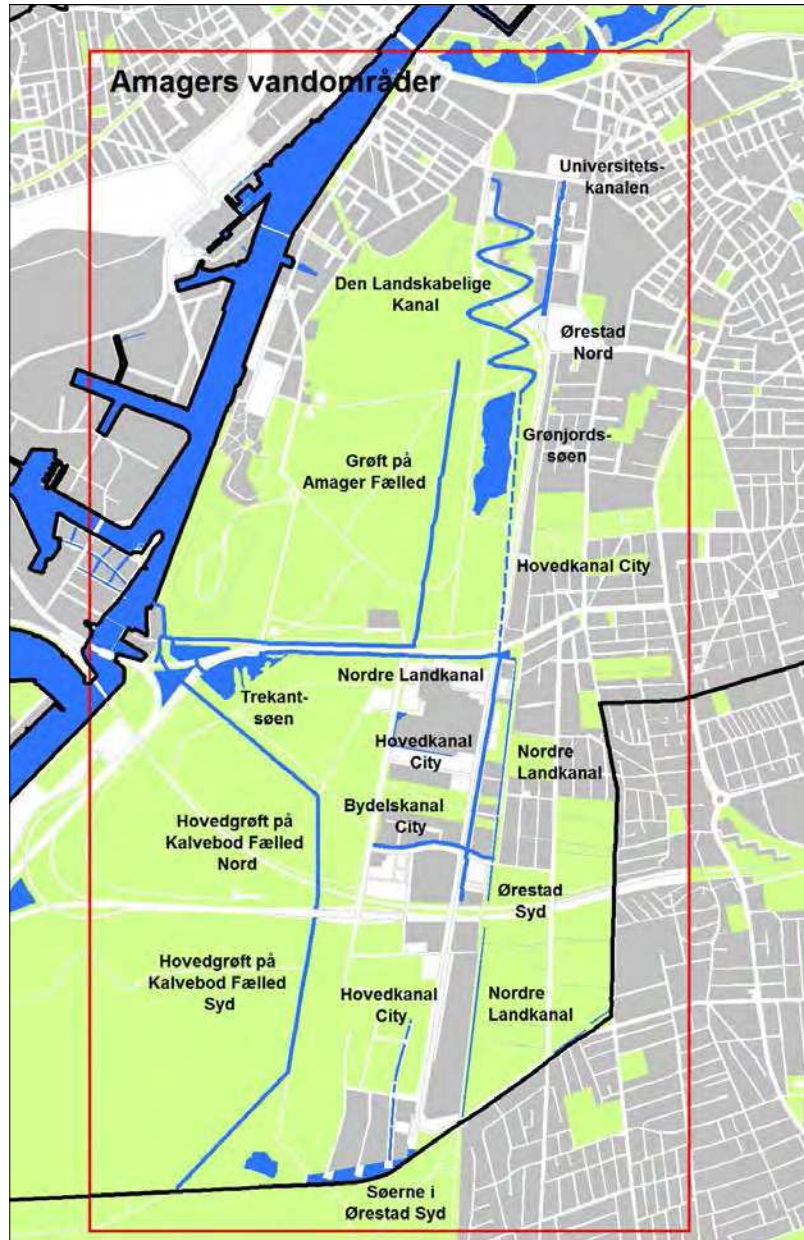 Amagers vandområder
Universitets-
kanalen
Den Landskabelige
Kanal
Ørestad
Nord
Grønjords-
søen
Grøft på
Amager Fælled
Hovedkanal City
Nordre Landkanal
Trekant-
søen
Hovedkanal
City
Nordre
Landkanal
Bydelskanal
City
Hovedgrøft på
Kalvebod Fælled
Nord
Ørestad
Syd
Hovedgrøft på
Kalvebod Fælled
Syd
Hovedkanal
City
Nordre
Landkanal
Søerne i
Ørestad Syd